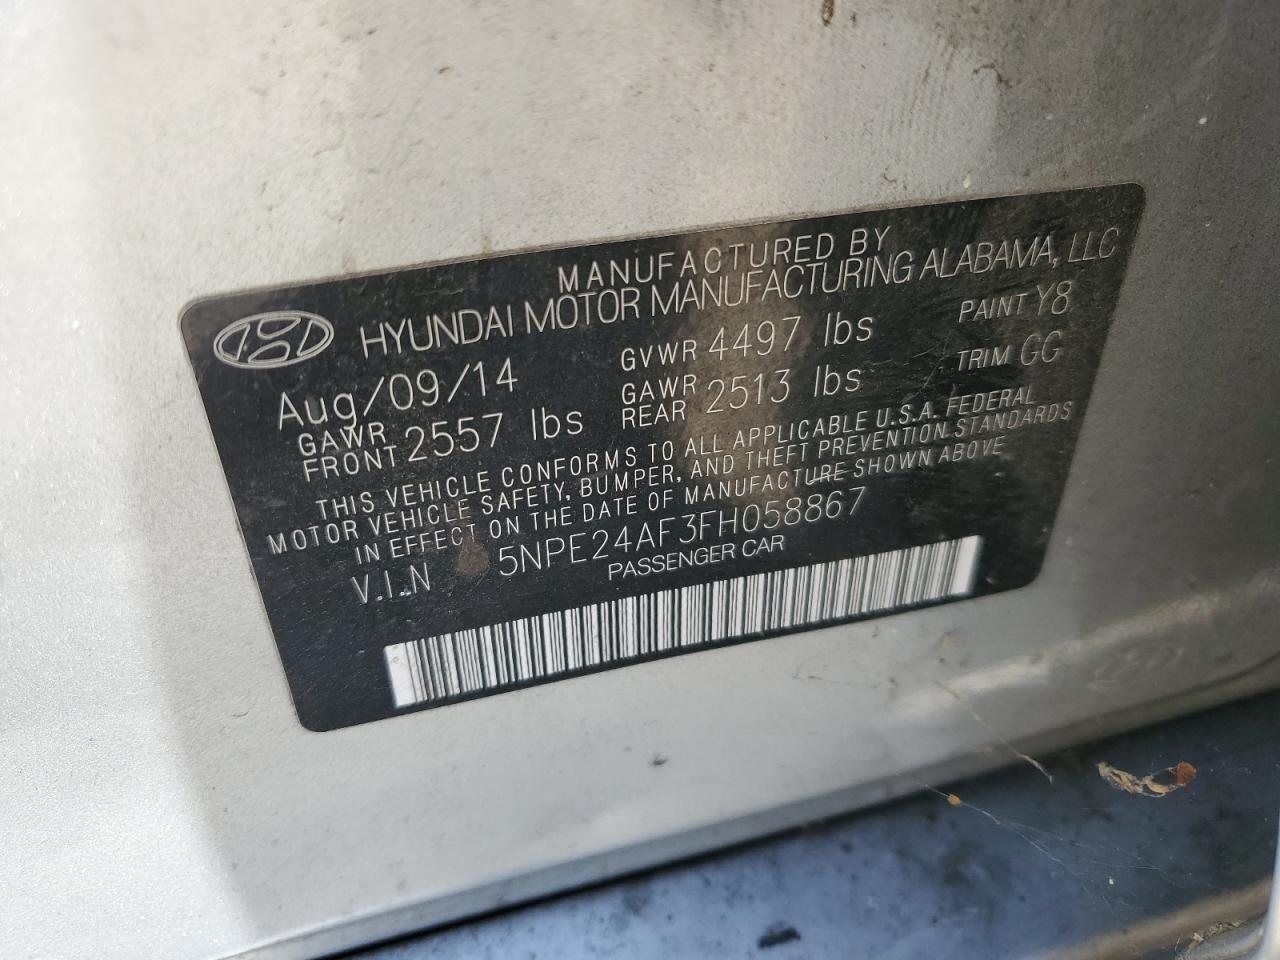 MANUFACTURED BY
HYUNDAI MOTOR MANUFACTURING ALABAMA, LLC
Aug/09/14 GVWR 4497 lbs PAINT Y8
GAWR FRONT 2557 lbs GAWR REAR 2513 lbs TRIM GG
THIS VEHICLE CONFORMS TO ALL APPLICABLE U.S.A. FEDERAL
MOTOR VEHICLE SAFETY, BUMPER, AND THEFT PREVENTION STANDARDS
IN EFFECT ON THE DATE OF MANUFACTURE SHOWN ABOVE
V.I.N 5NPE24AF3FH058867
PASSENGER CAR